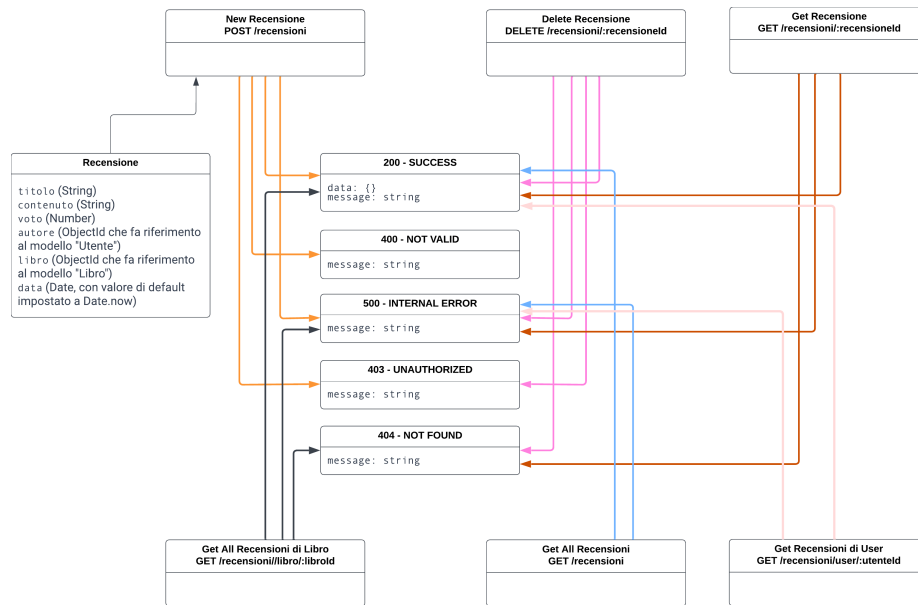 New Recensione
POST /recensioni
Delete Recensione
DELETE /recensioni/:recensioneId
Get Recensione
GET /recensioni/:recensioneId
Recensione
titolo (String)
contenuto (String)
voto (Number)
autore (ObjectId che fa riferimento
al modello "Utente")
libro (ObjectId che fa riferimento
al modello "Libro")
data (Date, con valore di default
impostato a Date.now)
200 - SUCCESS
data: {}
message: string
400 - NOT VALID
message: string
500 - INTERNAL ERROR
message: string
403 - UNAUTHORIZED
message: string
404 - NOT FOUND
message: string
Get All Recensioni di Libro
GET /recensioni//libro/:libroId
Get All Recensioni
GET /recensioni
Get Recensioni di User
GET /recensioni/user/:utenteId